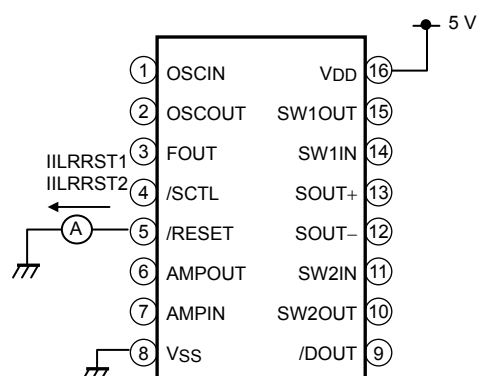 5 V
1 OSCIN VDD 16
2 OSCOUT SW1OUT 15
3 FOUT SW1IN 14
IILRRST1
IILRRST2
4 /SCTL SOUT+ 13
A 5 /RESET SOUT− 12
6 AMPOUT SW2IN 11
7 AMPIN SW2OUT 10
8 VSS /DOUT 9